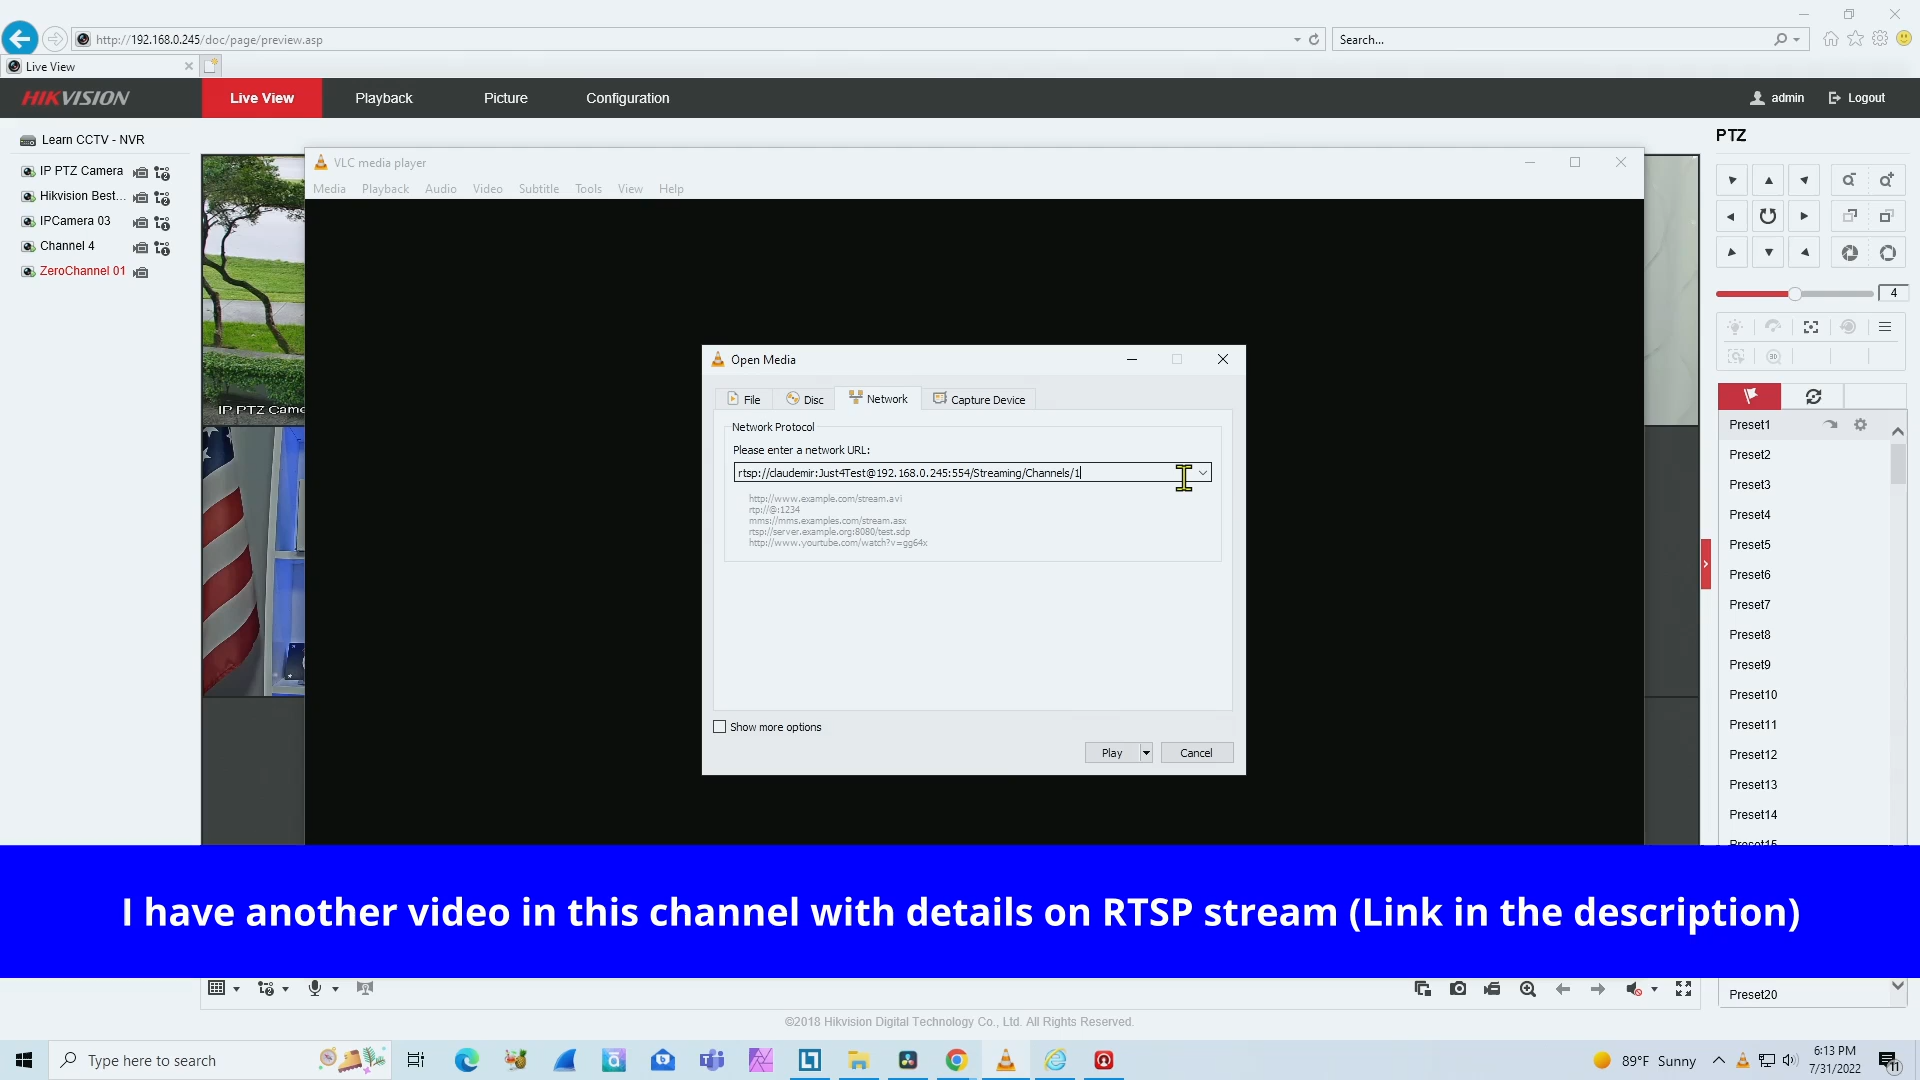 http://192.168.0.245/doc/page/preview.asp
Search...
Live View
HIKVISION
Live View
Playback
Picture
Configuration
admin
Logout
Learn CCTV - NVR
IP PTZ Camera
Hikvision Best...
IPCamera 03
Channel 4
ZeroChannel 01
IP PTZ Came
VLC media player
Media Playback Audio Video Subtitle Tools View Help
Open Media
File
Disc
Network
Capture Device
Network Protocol
Please enter a network URL:
rtsp://claudemir:Just4Test@192.168.0.245:554/Streaming/Channels/1
http://www.example.com/stream.avi
rtp://@:1234
mms://mms.examples.com/stream.asx
rtsp://server.example.org:8080/test.sdp
http://www.yourtube.com/watch?v=gg64x
Show more options
Play
Cancel
PTZ
4
3D
Preset1
Preset2
Preset3
Preset4
Preset5
Preset6
Preset7
Preset8
Preset9
Preset10
Preset11
Preset12
Preset13
Preset14
Preset15
Preset20
I have another video in this channel with details on RTSP stream (Link in the description)
©2018 Hikvision Digital Technology Co., Ltd. All Rights Reserved.
Type here to search
89°F Sunny
6:13 PM
7/31/2022
11